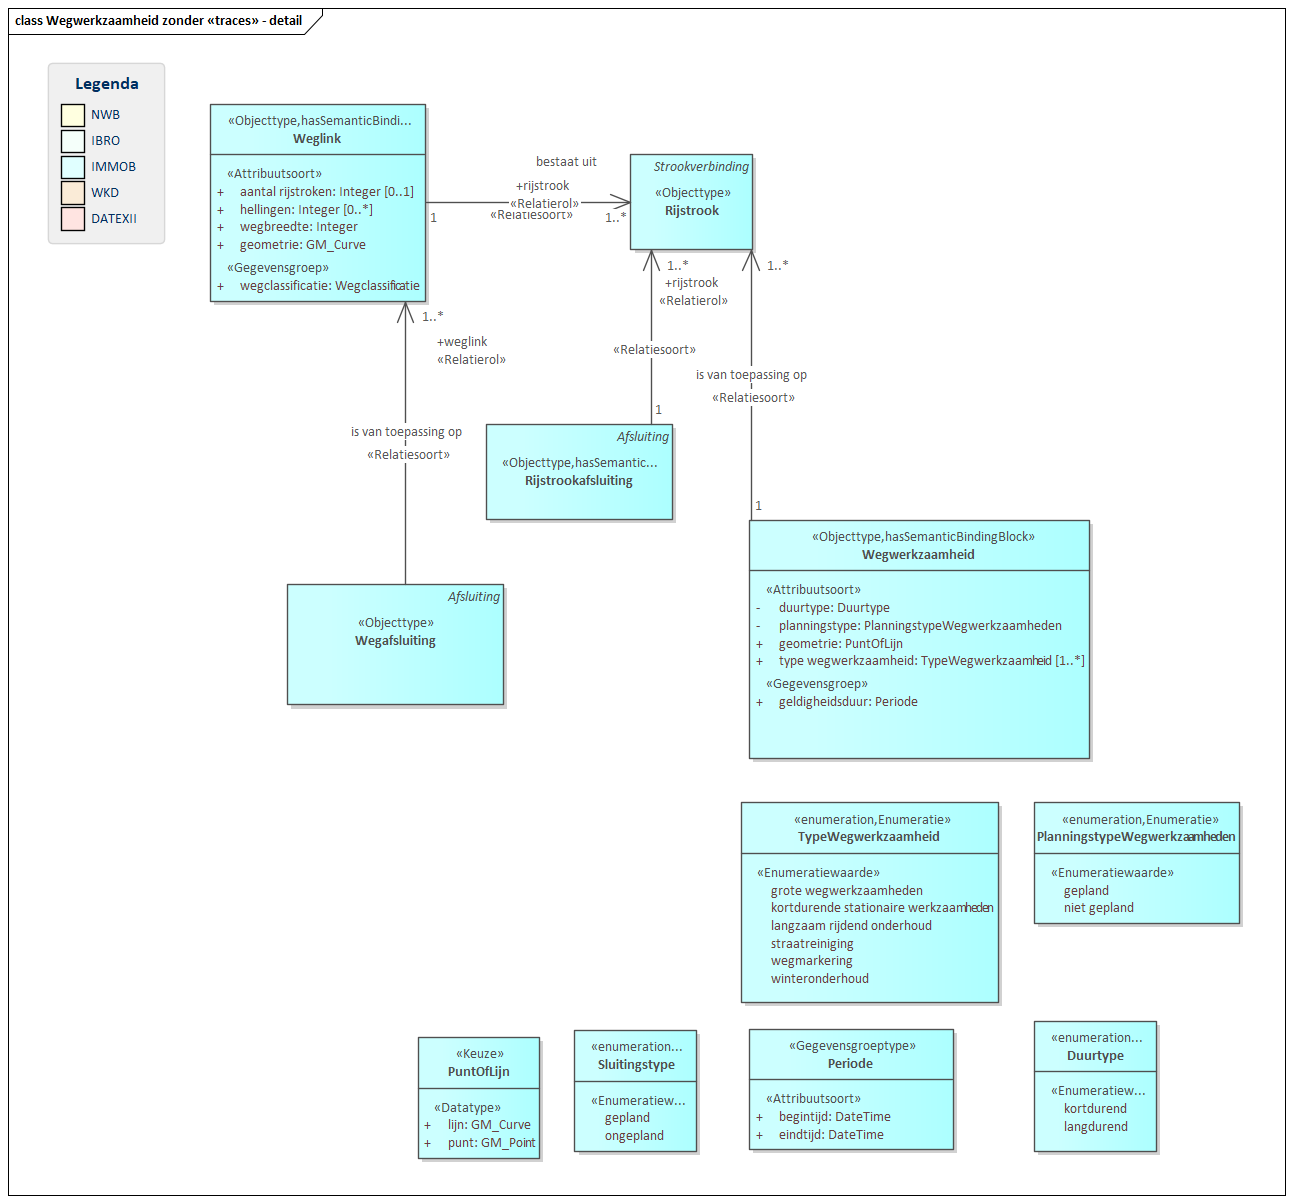 class Wegwerkzaamheid zonder «traces» - detail
Legenda
NWB
IBRO
IMMOB
WKD
DATEXII
«Objecttype,hasSemanticBindi...
Weglink
«Attribuutsoort»
+ aantal rijstroken: Integer [0..1]
+ hellingen: Integer [0..*]
+ wegbreedte: Integer
+ geometrie: GM_Curve
«Gegevensgroep»
+ wegclassificatie: Wegclassificatie
bestaat uit
+rijstrook
«Relatierol»
«Relatiesoort»
1
1..*
Strookverbinding
«Objecttype»
Rijstrook
1..*
+rijstrook
«Relatierol»
1..*
1..*
+weglink
«Relatierol»
«Relatiesoort»
is van toepassing op
«Relatiesoort»
1
is van toepassing op
«Relatiesoort»
Afsluiting
«Objecttype,hasSemantic...
Rijstrookafsluiting
1
«Objecttype,hasSemanticBindingBlock»
Wegwerkzaamheid
«Attribuutsoort»
- duurtype: Duurtype
- planningstype: PlanningstypeWegwerkzaamheden
+ geometrie: PuntOfLijn
+ type wegwerkzaamheid: TypeWegwerkzaamheid [1..*]
«Gegevensgroep»
+ geldigheidsduur: Periode
Afsluiting
«Objecttype»
Wegafsluiting
«enumeration,Enumeratie»
TypeWegwerkzaamheid
«Enumeratiewaarde»
grote wegwerkzaamheden
kortdurende stationaire werkzaamheden
langzaam rijdend onderhoud
straatreiniging
wegmarkering
winteronderhoud
«enumeration,Enumeratie»
PlanningstypeWegwerkzaamheden
«Enumeratiewaarde»
gepland
niet gepland
«Keuze»
PuntOfLijn
«Datatype»
+ lijn: GM_Curve
+ punt: GM_Point
«enumeration...
Sluitingstype
«Enumeratiew...
gepland
ongepland
«Gegevensgroeptype»
Periode
«Attribuutsoort»
+ begintijd: DateTime
+ eindtijd: DateTime
«enumeration...
Duurtype
«Enumeratiew...
kortdurend
langdurend